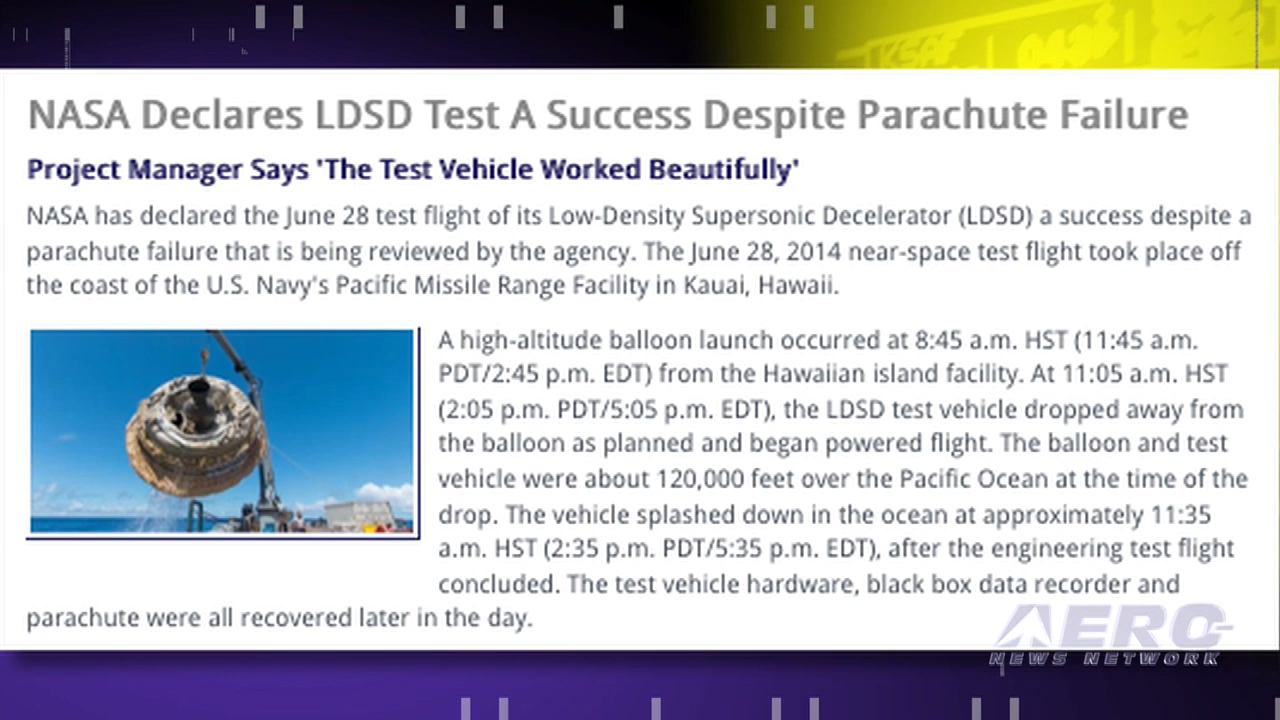 NASA Declares LDSD Test A Success Despite Parachute Failure
Project Manager Says 'The Test Vehicle Worked Beautifully'
NASA has declared the June 28 test flight of its Low-Density Supersonic Decelerator (LDSD) a success despite a
parachute failure that is being reviewed by the agency. The June 28, 2014 near-space test flight took place off
the coast of the U.S. Navy's Pacific Missile Range Facility in Kauai, Hawaii.
A high-altitude balloon launch occurred at 8:45 a.m. HST (11:45 a.m.
PDT/2:45 p.m. EDT) from the Hawaiian island facility. At 11:05 a.m. HST
(2:05 p.m. PDT/5:05 p.m. EDT), the LDSD test vehicle dropped away from
the balloon as planned and began powered flight. The balloon and test
vehicle were about 120,000 feet over the Pacific Ocean at the time of the
drop. The vehicle splashed down in the ocean at approximately 11:35
a.m. HST (2:35 p.m. PDT/5:35 p.m. EDT), after the engineering test flight
concluded. The test vehicle hardware, black box data recorder and
parachute were all recovered later in the day.
AERO
NEWS NETWORK